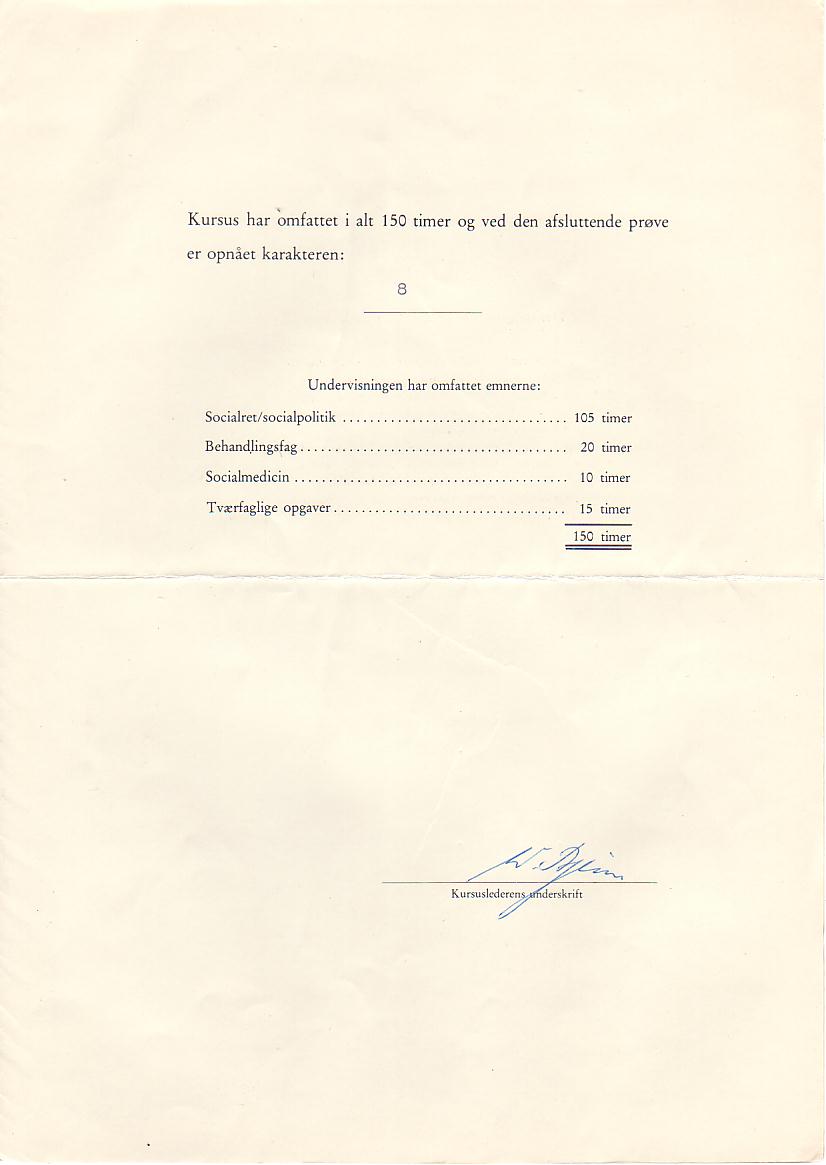 Kursus har omfattet i alt 150 timer og ved den afsluttende prøve
er opnået karakteren:
8
Undervisningen har omfattet emnerne:
Socialret/socialpolitik ................................. 105 timer
Behandlingsfag ....................................... 20 timer
Socialmedicin ........................................ 10 timer
Tværfaglige opgaver .................................. 15 timer
150 timer
Kursuslederens underskrift